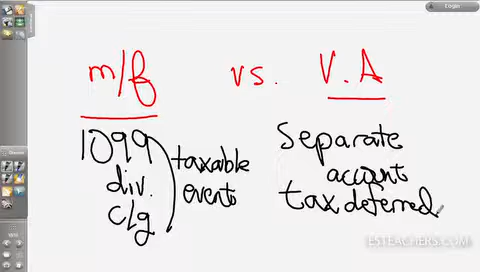 Login
m/f vs. V.A
1099
div.
c/g
taxable
events
Separate
account
tax deferred
ESTEACHERS.COM